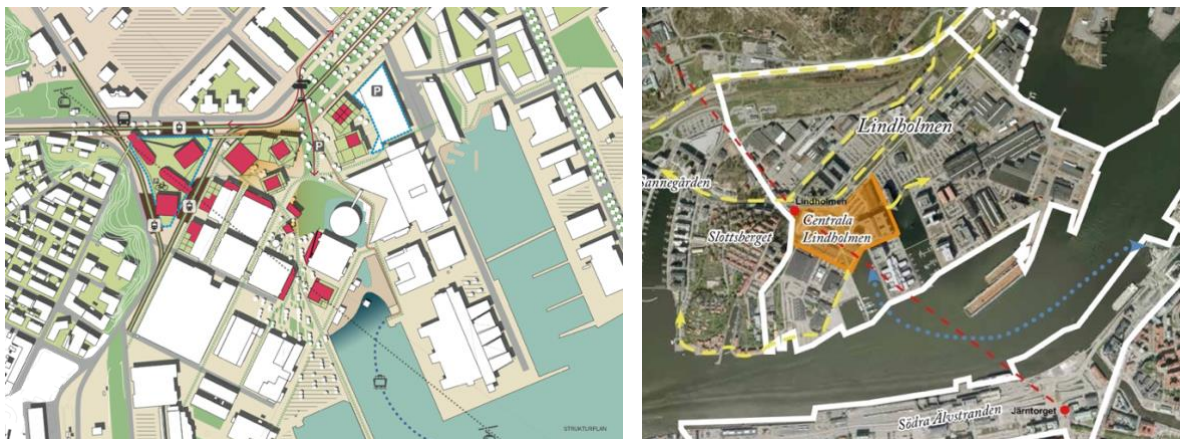 P
P
STRUKTURPLAN
Lindholmen
Sannegården
Lindholmen
Centrala
Lindholmen
Slottsberget
Järntorget
Södra Älvstranden